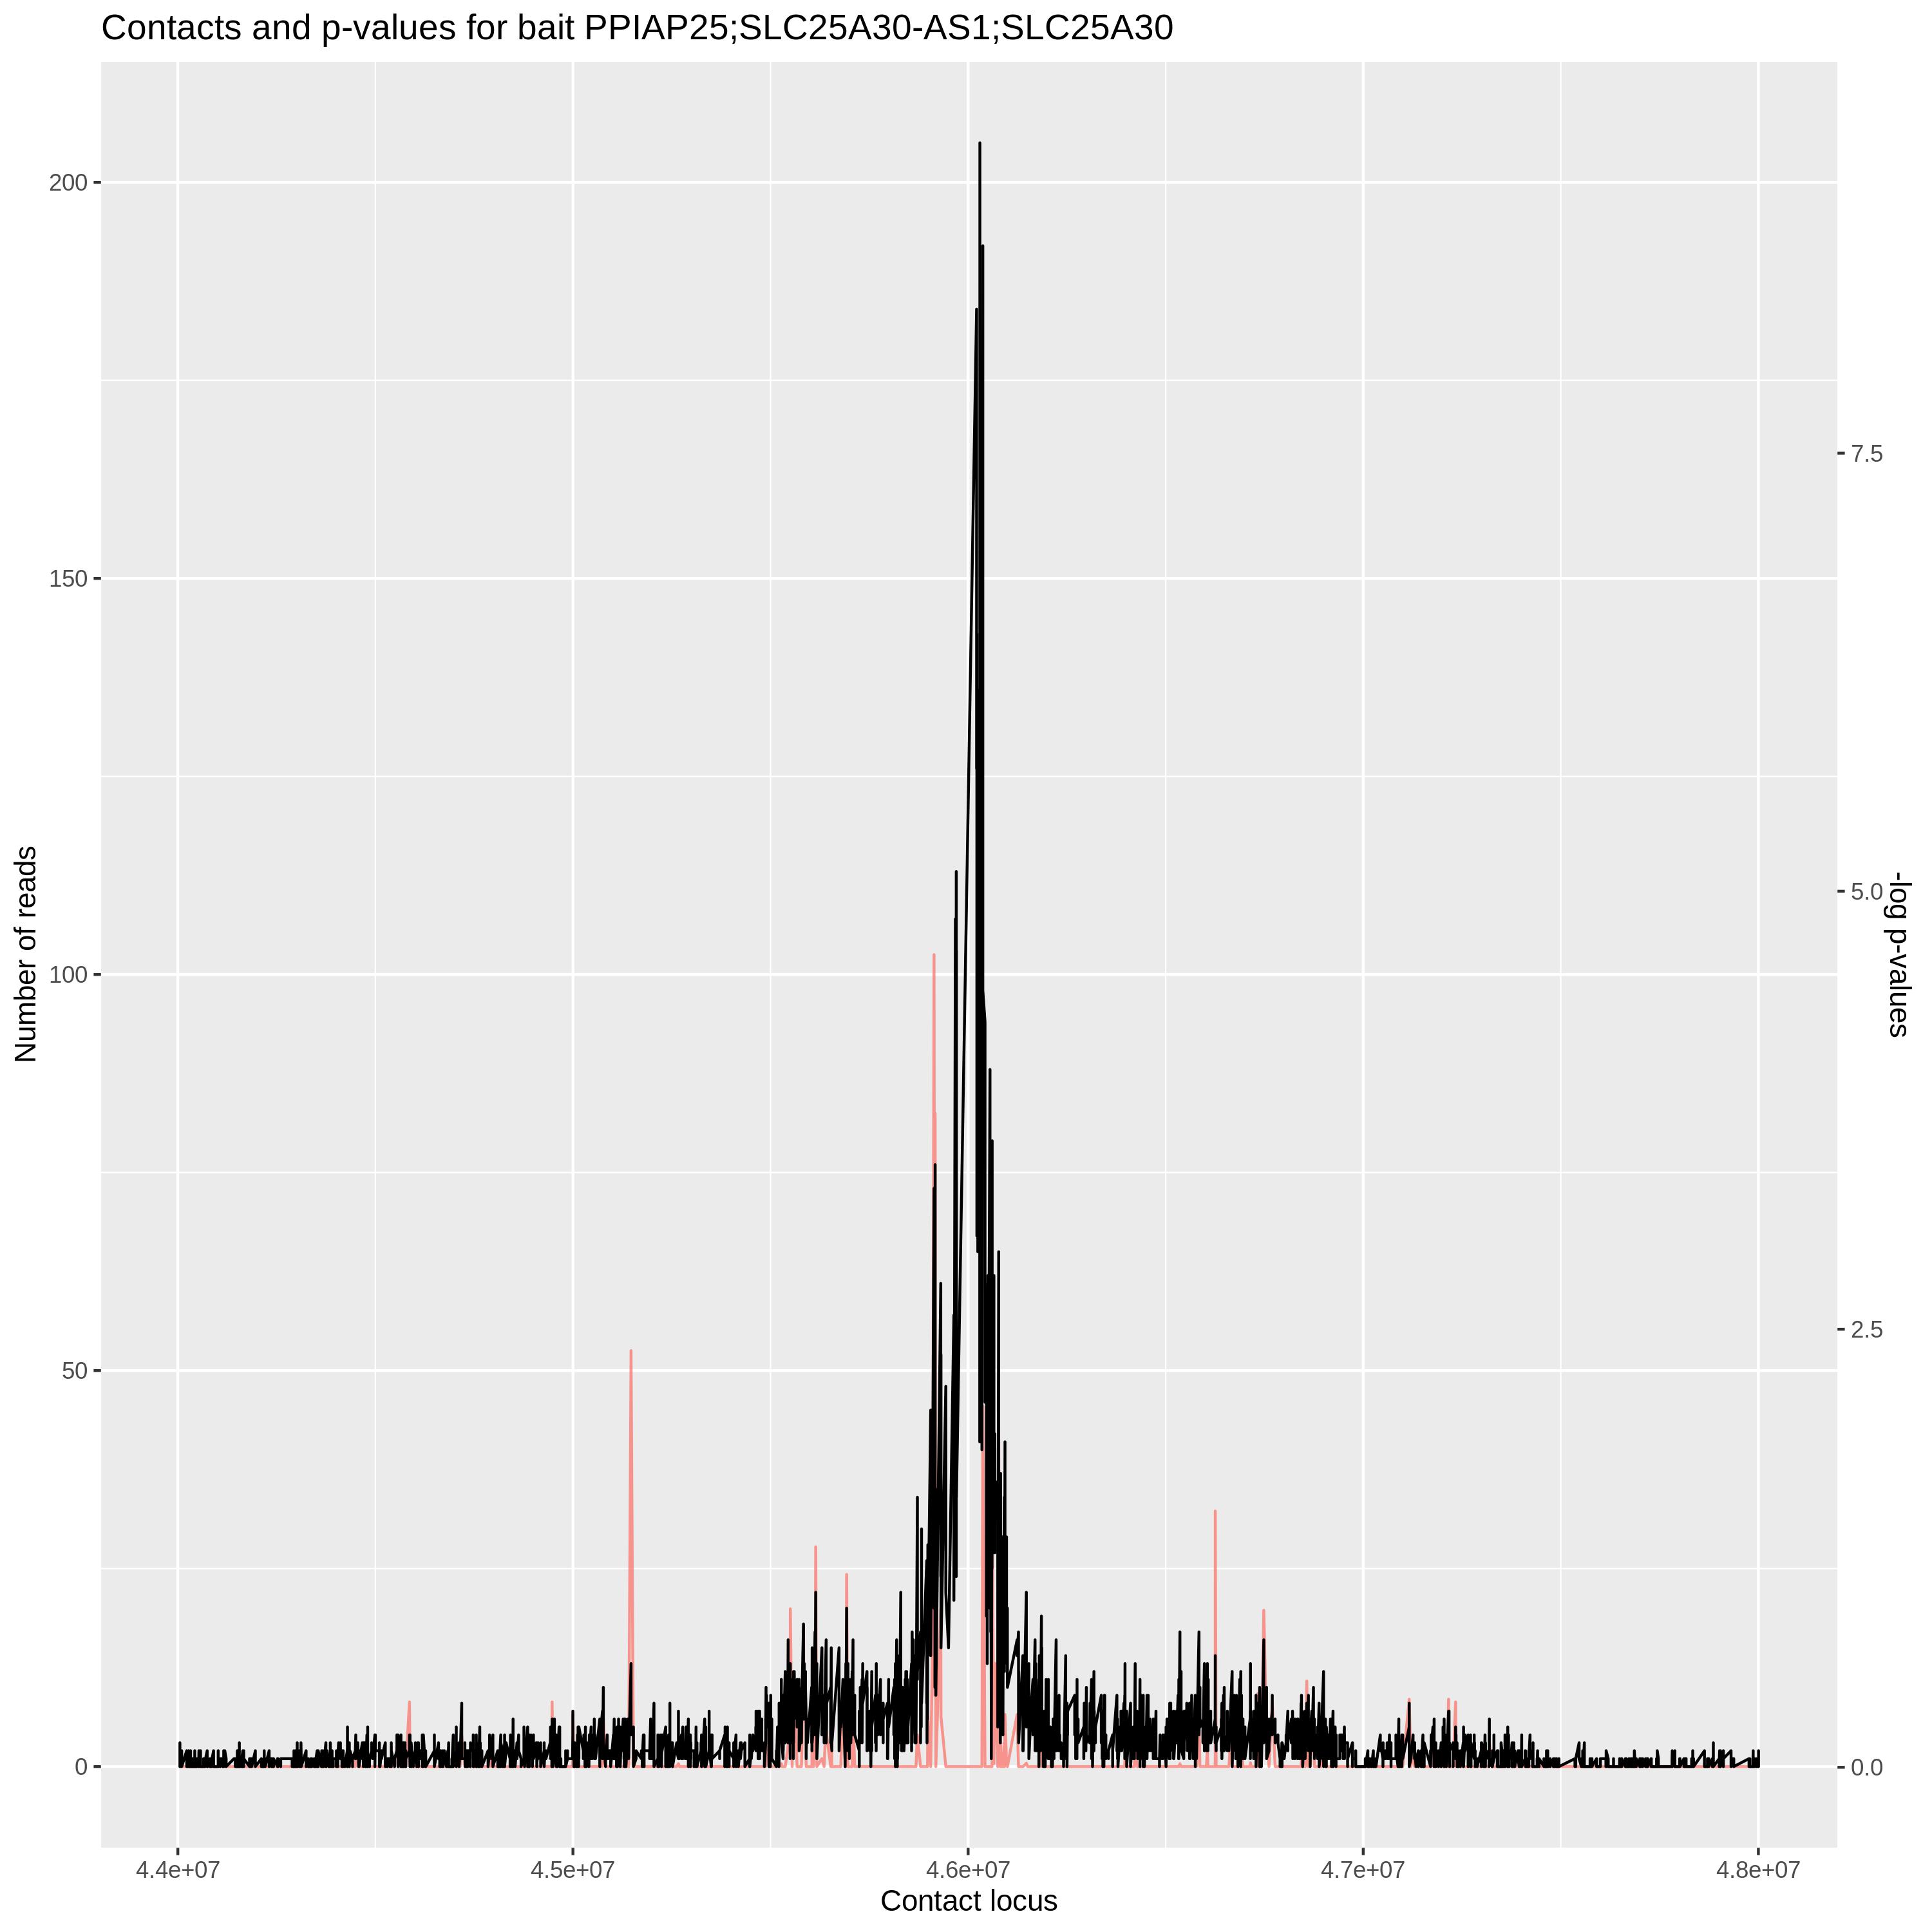 Contacts and p-values for bait PPIAP25;SLC25A30-AS1;SLC25A30
200
150
100
50
0
Number of reads
7.5
5.0
2.5
0.0
-log p-values
4.4e+07
4.5e+07
4.6e+07
4.7e+07
4.8e+07
Contact locus